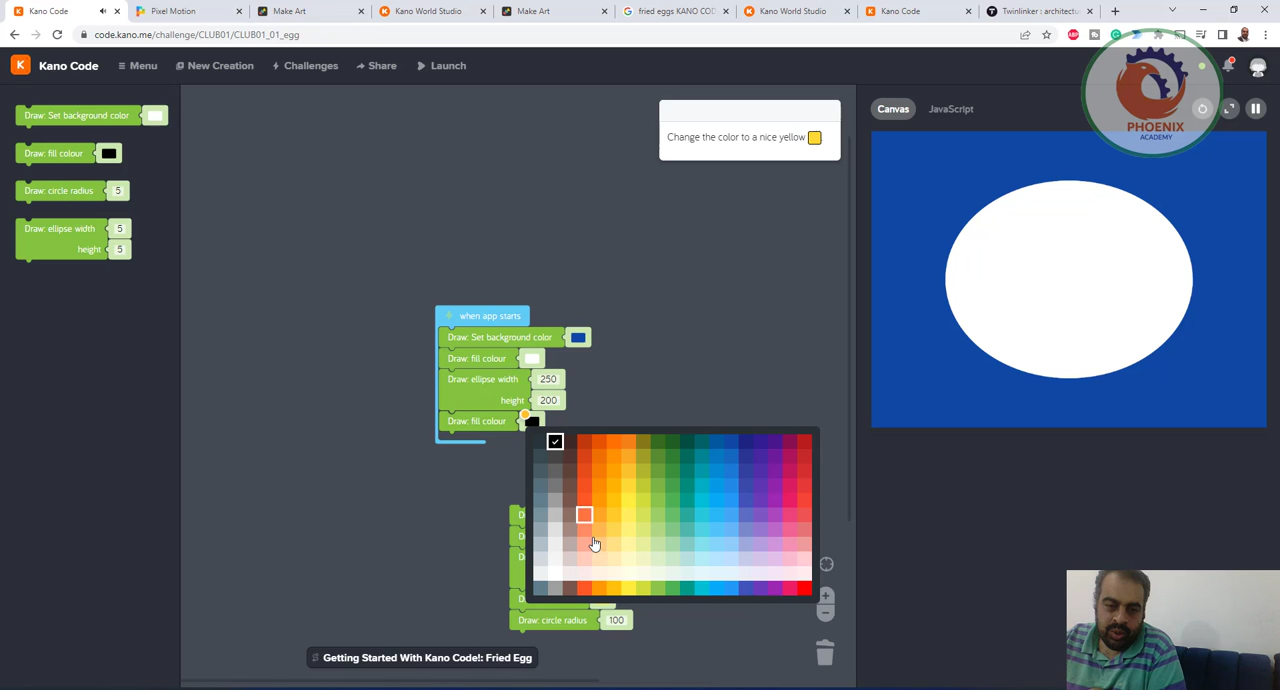 Kano Code
Pixel Motion
Make Art
Kano World Studio
Make Art
fried eggs KANO COD
Kano World Studio
Kano Code
Twinlinker : architectu
code.kano.me/challenge/CLUB01/CLUB01_01_egg
K
Kano Code
Menu
New Creation
Challenges
Share
Launch
PHOENIX
ACADEMY
Draw: Set background color
Draw: fill colour
Draw: circle radius
5
Draw: ellipse width
5
height
5
Change the color to a nice yellow
Canvas
JavaScript
when app starts
Draw: Set background color
Draw: fill colour
Draw: ellipse width
250
height
200
Draw: fill colour
Draw: circle radius
100
Getting Started With Kano Code!: Fried Egg